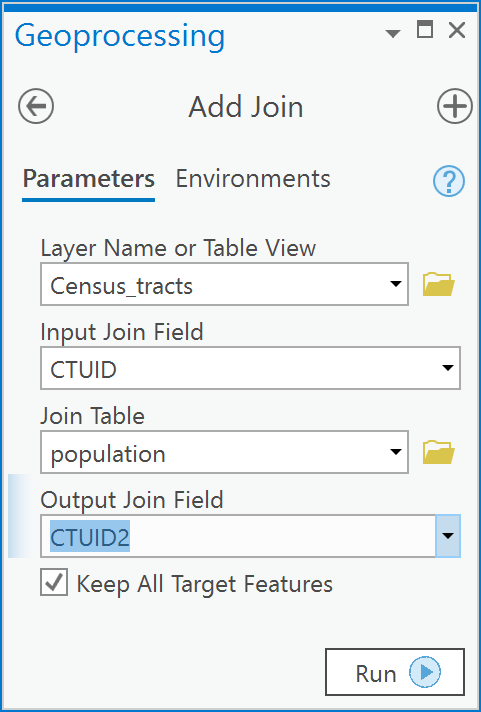 Geoprocessing
Add Join
Parameters Environments
?
Layer Name or Table View
Census_tracts
Input Join Field
CTUID
Join Table
population
Output Join Field
CTUID2
Keep All Target Features
Run